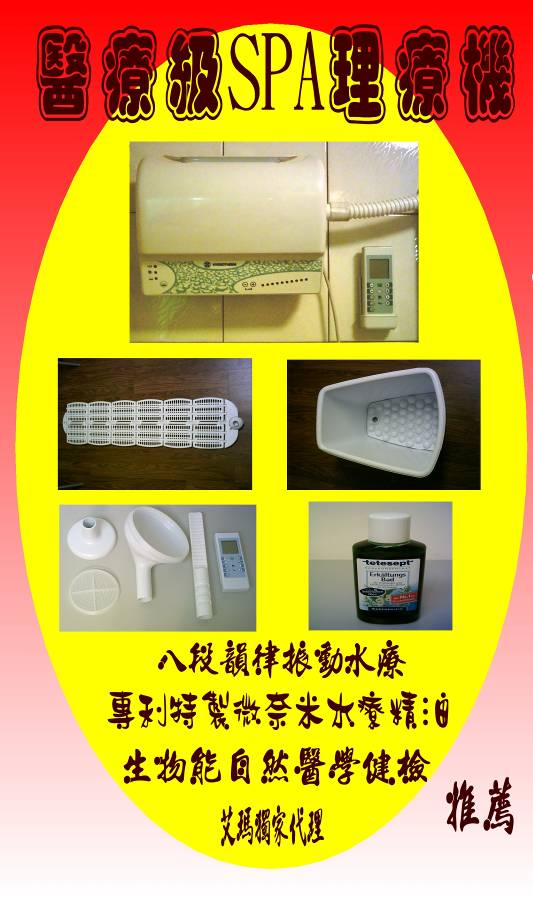 醫療級SPA理療機
tetesept
Erkältungs
Bad
八段韻律振動水療
專利特製微奈米水療精油
生物能自然醫學健檢
艾瑪獨家代理
推薦